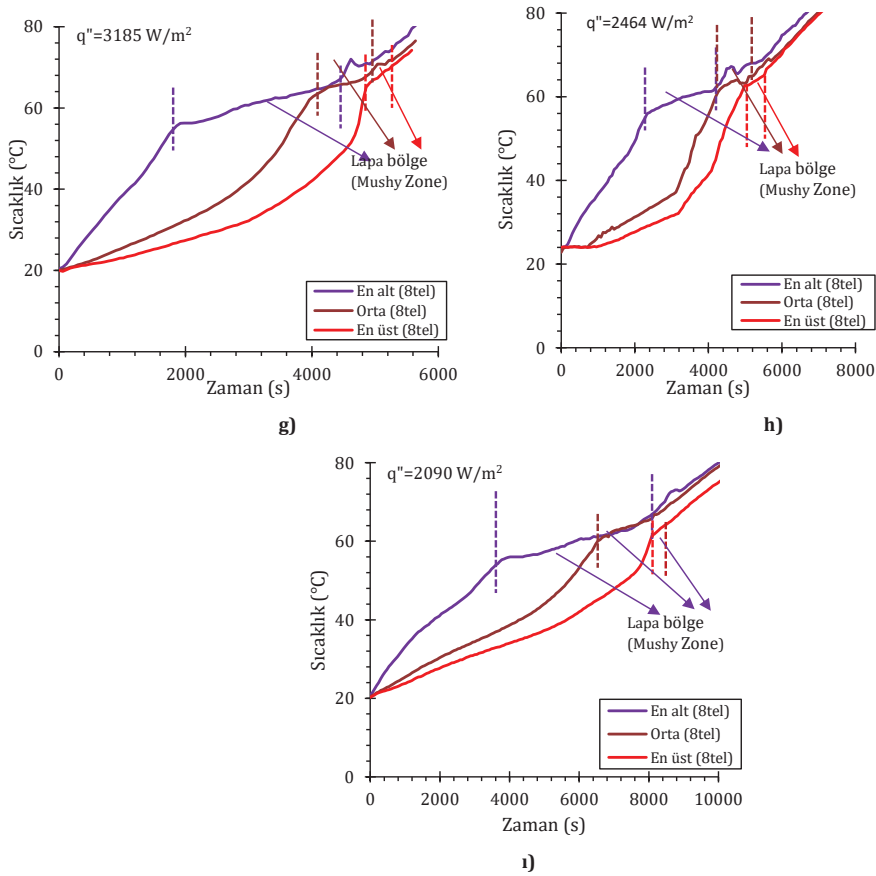 q"=3185 W/m²
80
60
40
20
0
Sıcaklık (°C)
Lapa bölge
(Mushy Zone)
En alt (8tel)
Orta (8tel)
En üst (8tel)
0 2000 4000 6000
Zaman (s)
g)
q"=2464 W/m²
80
60
40
20
0
Sıcaklık (°C)
Lapa bölge
(Mushy Zone)
En alt (8tel)
Orta (8tel)
En üst (8tel)
0 2000 4000 6000 8000
Zaman (s)
h)
q"=2090 W/m²
80
60
40
20
0
Sıcaklık (°C)
Lapa bölge
(Mushy Zone)
En alt (8tel)
Orta (8tel)
En üst (8tel)
0 2000 4000 6000 8000 10000
Zaman (s)
ı)